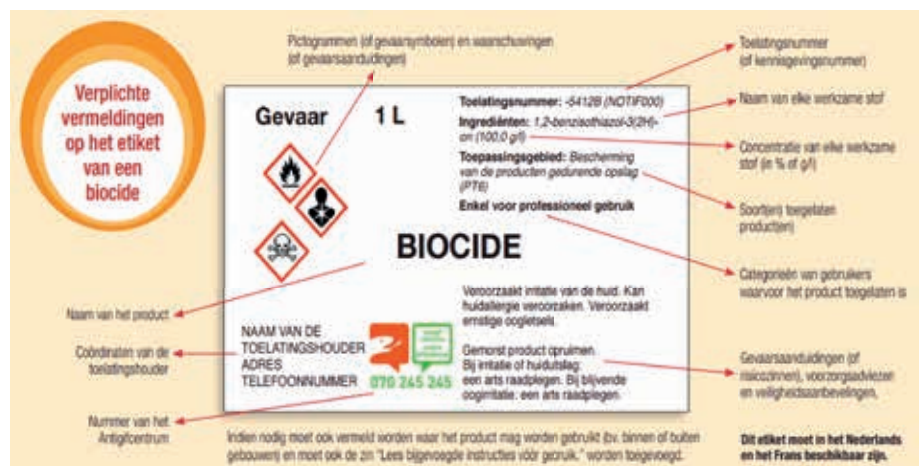 Verplichte
vermeldingen
op het etiket
van een
biocide
Pictogrammen (of gevaarsymbolen) en waarschuwingen
(of gevaarsaanduidingen)
Gevaar 1 L
Toelatingsnummer: -5412B (NOTIF000)
Ingrediënten: 1,2-benzisothiazol-3(2H)-
on (100,0 g/l)
Toepassingsgebied: Bescherming
van de producten gedurende opslag
(PT6)
Enkel voor professioneel gebruik
BIOCIDE
Veroorzaakt irritatie van de huid. Kan
huidallergie veroorzaken. Veroorzaakt
ernstige oogletsels.
Gemorst product opruimen.
Bij irritatie of huiduitslag:
een arts raadplegen. Bij blijvende
oogirritatie: een arts raadplegen.
NAAM VAN DE
TOELATINGSHOUDER
ADRES
TELEFOONNUMMER
070 245 245
Naam van het product
Coördinaten van de
toelatingshouder
Nummer van het
Antigifcentrum
Toelatingsnummer
(of kennisgevingsnummer)
Naam van elke werkzame stof
Concentratie van elke werkzame
stof (in % of g/l)
Soort(en) toegelaten
product(en)
Categorieën van gebruikers
waarvoor het product toegelaten is
Gevaarsaanduidingen (of
risicozinnen), voorzorgsadviezen
en veiligheidsaanbevelingen,
Indien nodig moet ook vermeld worden waar het product mag worden gebruikt (bv. binnen of buiten
gebouwen) en moet ook de zin "Lees bijgevoegde instructies vóór gebruik." worden toegevoegd.
Dit etiket moet in het Nederlands
en het Frans beschikbaar zijn.